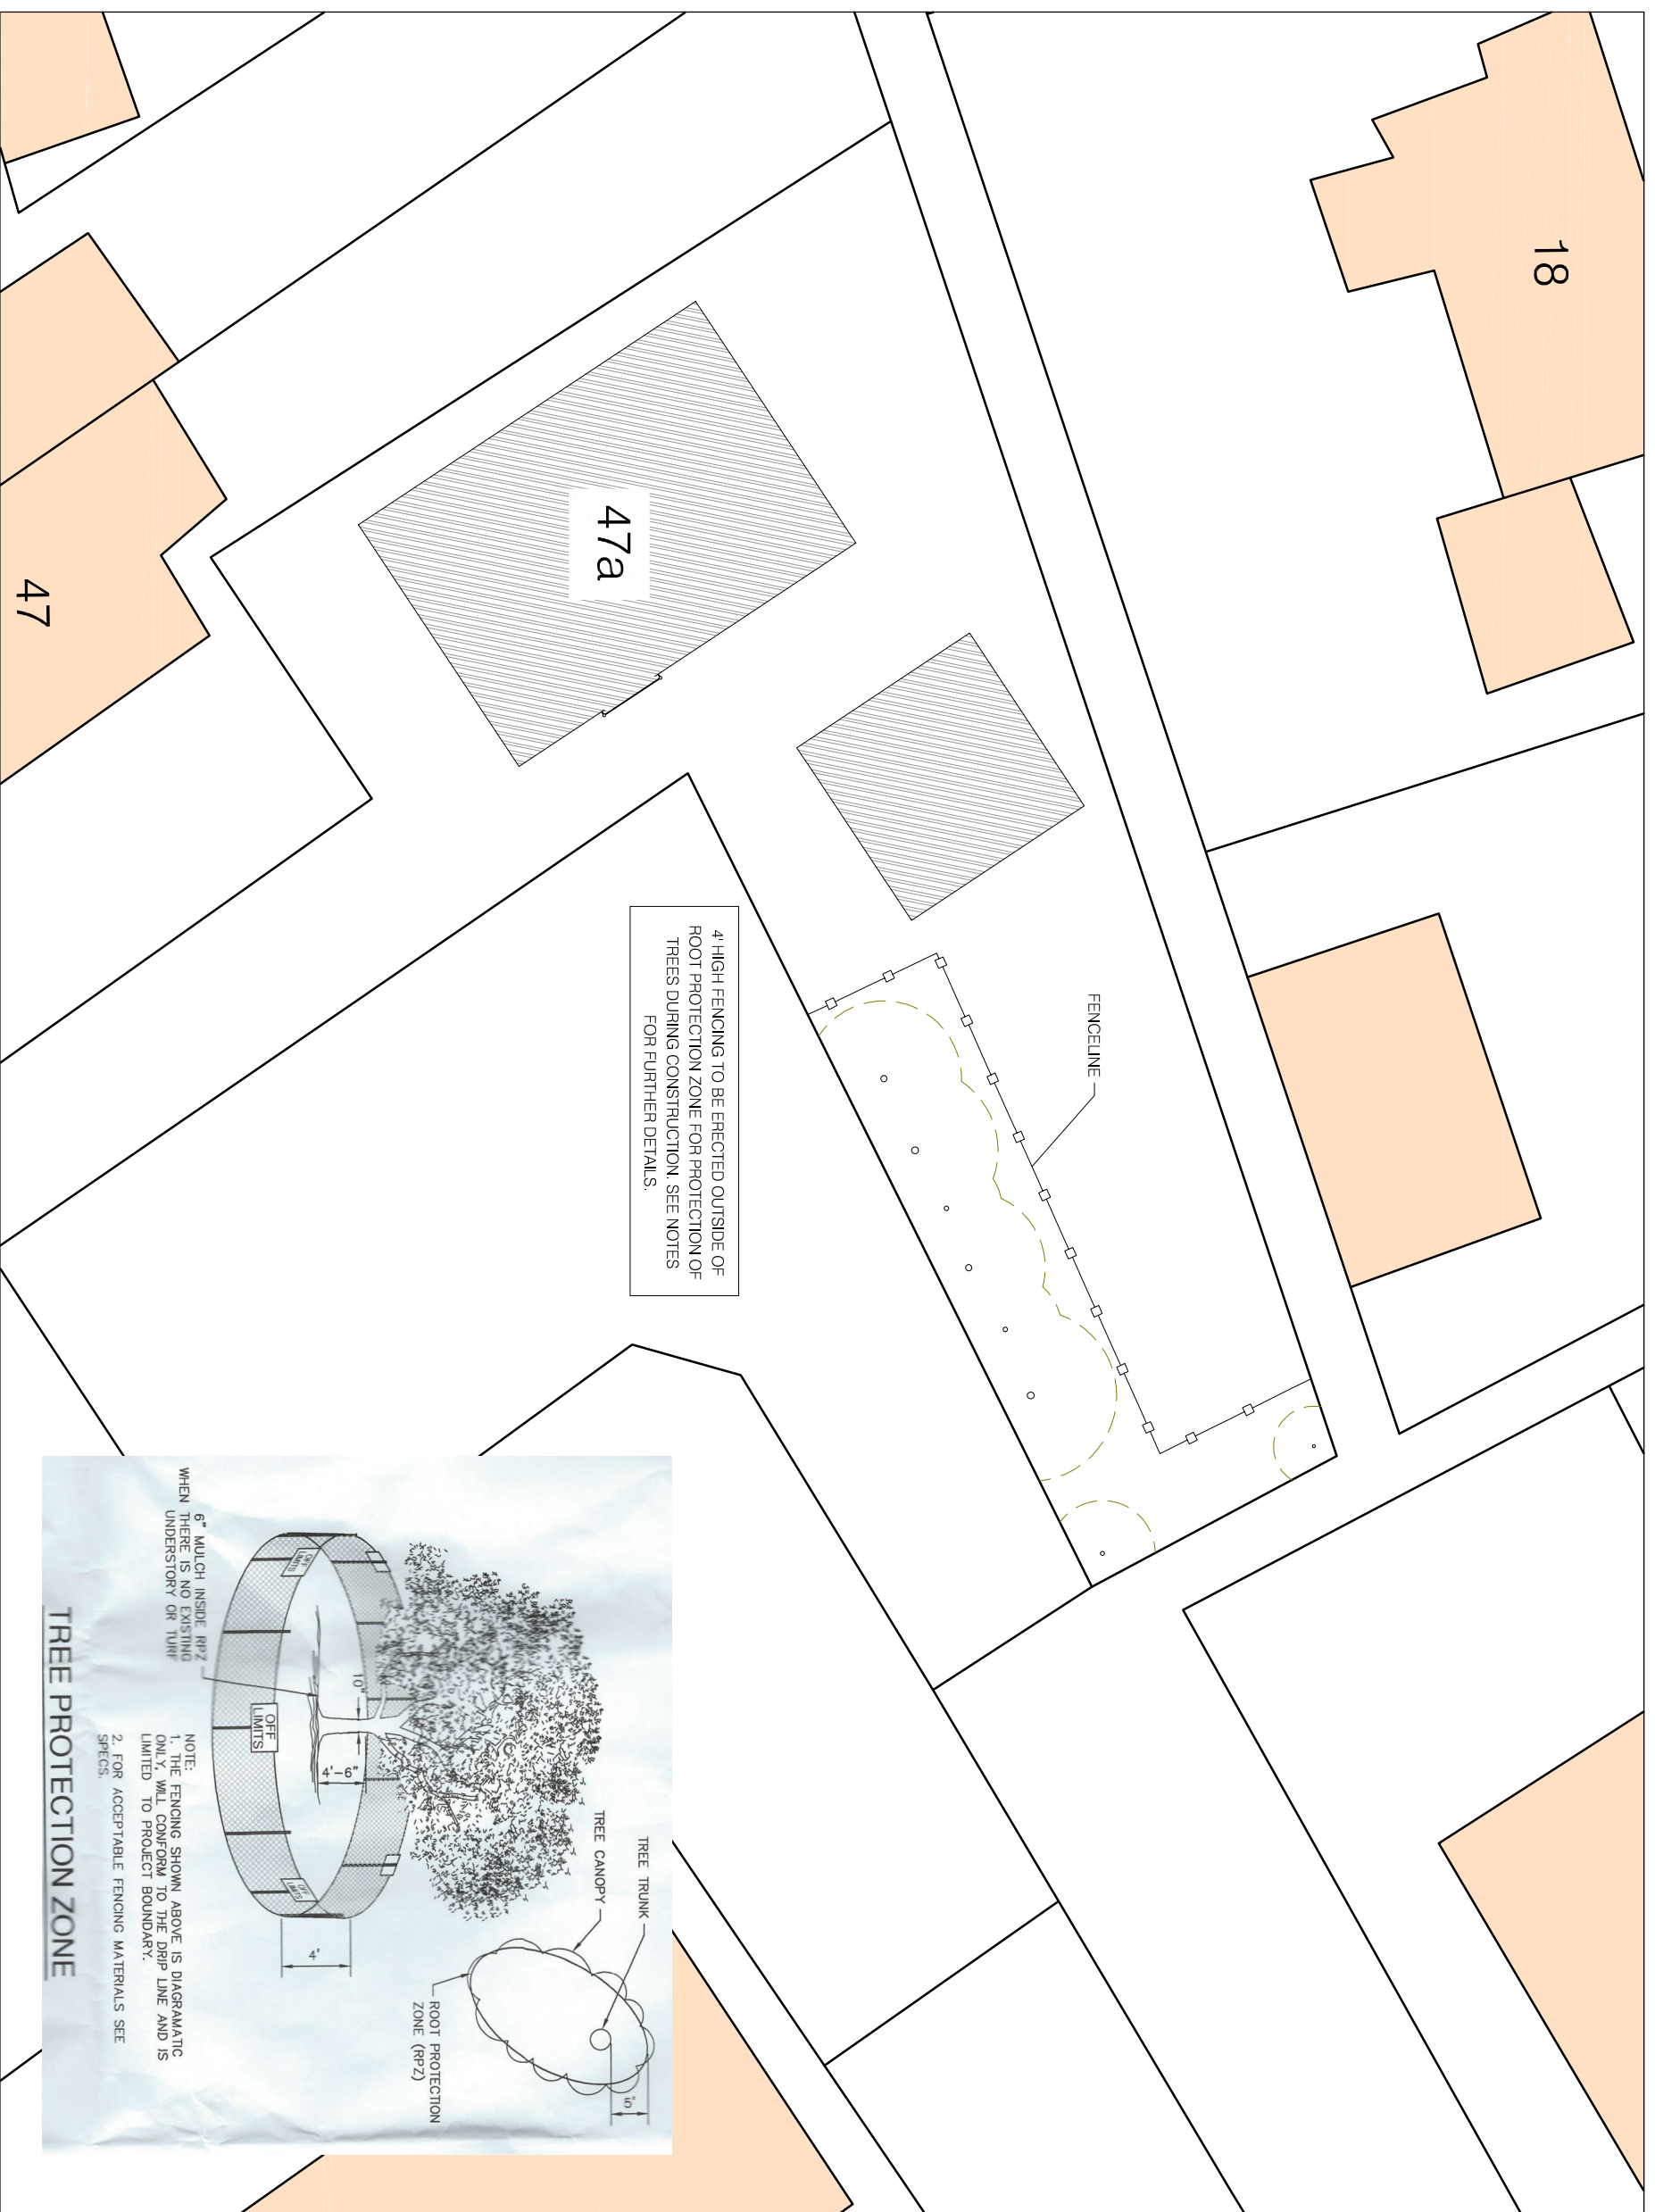 18
47a
47
FENCELINE
4' HIGH FENCING TO BE ERECTED OUTSIDE OF
ROOT PROTECTION ZONE FOR PROTECTION OF
TREES DURING CONSTRUCTION. SEE NOTES
FOR FURTHER DETAILS.
TREE TRUNK
TREE CANOPY
5'
ROOT PROTECTION
ZONE (RPZ)
10"
4'-6"
4'
OFF
LIMITS
OFF
LIMITS
OFF
LIMITS
6" MULCH INSIDE RPZ
WHEN THERE IS NO EXISTING
UNDERSTORY OR TURF
NOTE:
1. THE FENCING SHOWN ABOVE IS DIAGRAMATIC
ONLY, WILL CONFORM TO THE DRIP LINE AND IS
LIMITED TO PROJECT BOUNDARY.
2. FOR ACCEPTABLE FENCING MATERIALS SEE
SPECS.
TREE PROTECTION ZONE